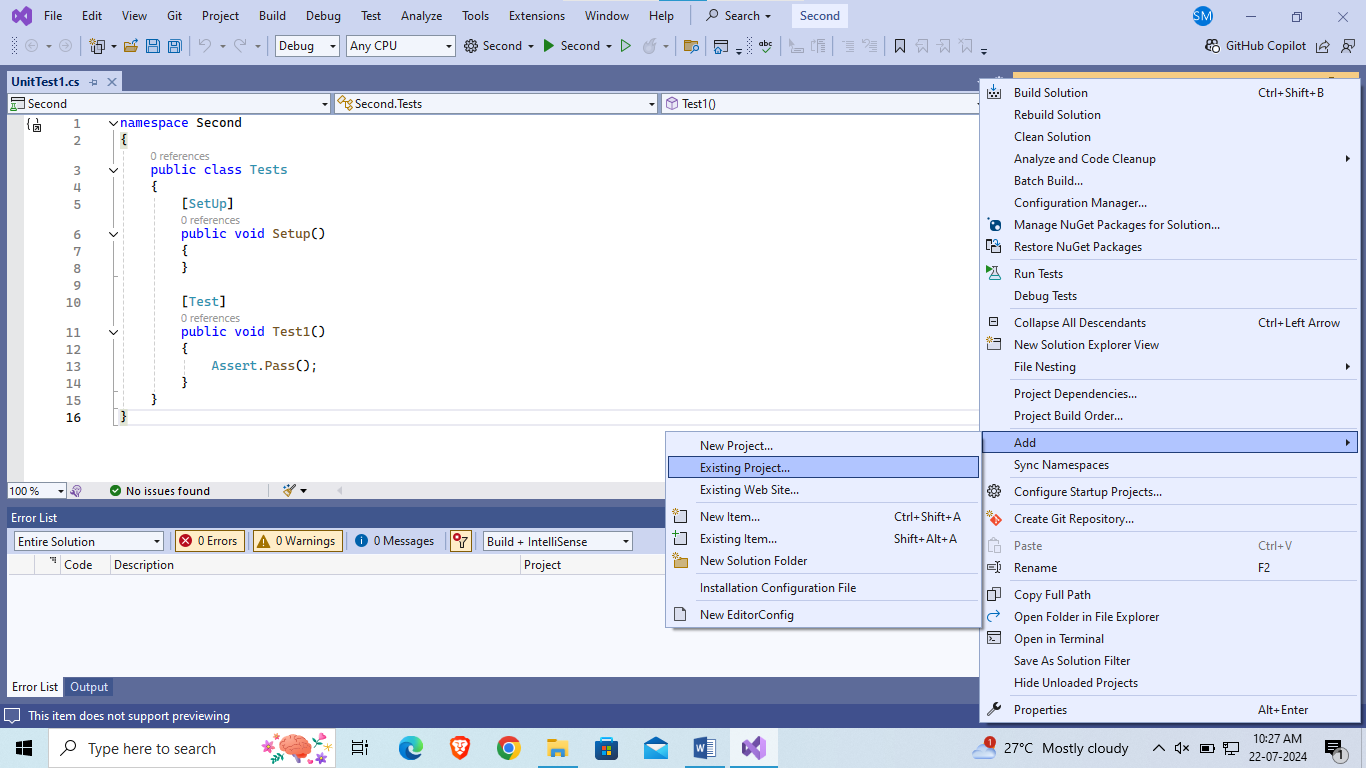 File Edit View Git Project Build Debug Test Analyze Tools Extensions Window Help Search Second SM
Debug Any CPU Second Second abc GitHub Copilot
UnitTest1.cs
Second Second.Tests Test1()
1 namespace Second
2 {
0 references
3 public class Tests
4 {
5 [SetUp]
0 references
6 public void Setup()
7 {
8 }
9
10 [Test]
0 references
11 public void Test1()
12 {
13 Assert.Pass();
14 }
15 }
16 }
100 % No issues found
Error List
Entire Solution 0 Errors 0 Warnings 0 Messages Build + IntelliSense
Code Description Project
Error List Output
This item does not support previewing
New Project...
Existing Project...
Existing Web Site...
New Item... Ctrl+Shift+A
Existing Item... Shift+Alt+A
New Solution Folder
Installation Configuration File
New EditorConfig
Build Solution Ctrl+Shift+B
Rebuild Solution
Clean Solution
Analyze and Code Cleanup
Batch Build...
Configuration Manager...
Manage NuGet Packages for Solution...
Restore NuGet Packages
Run Tests
Debug Tests
Collapse All Descendants Ctrl+Left Arrow
New Solution Explorer View
File Nesting
Project Dependencies...
Project Build Order...
Add
Sync Namespaces
Configure Startup Projects...
Create Git Repository...
Paste Ctrl+V
Rename F2
Copy Full Path
Open Folder in File Explorer
Open in Terminal
Save As Solution Filter
Hide Unloaded Projects
Properties Alt+Enter
Type here to search 1 27°C Mostly cloudy 10:27 AM
22-07-2024 1